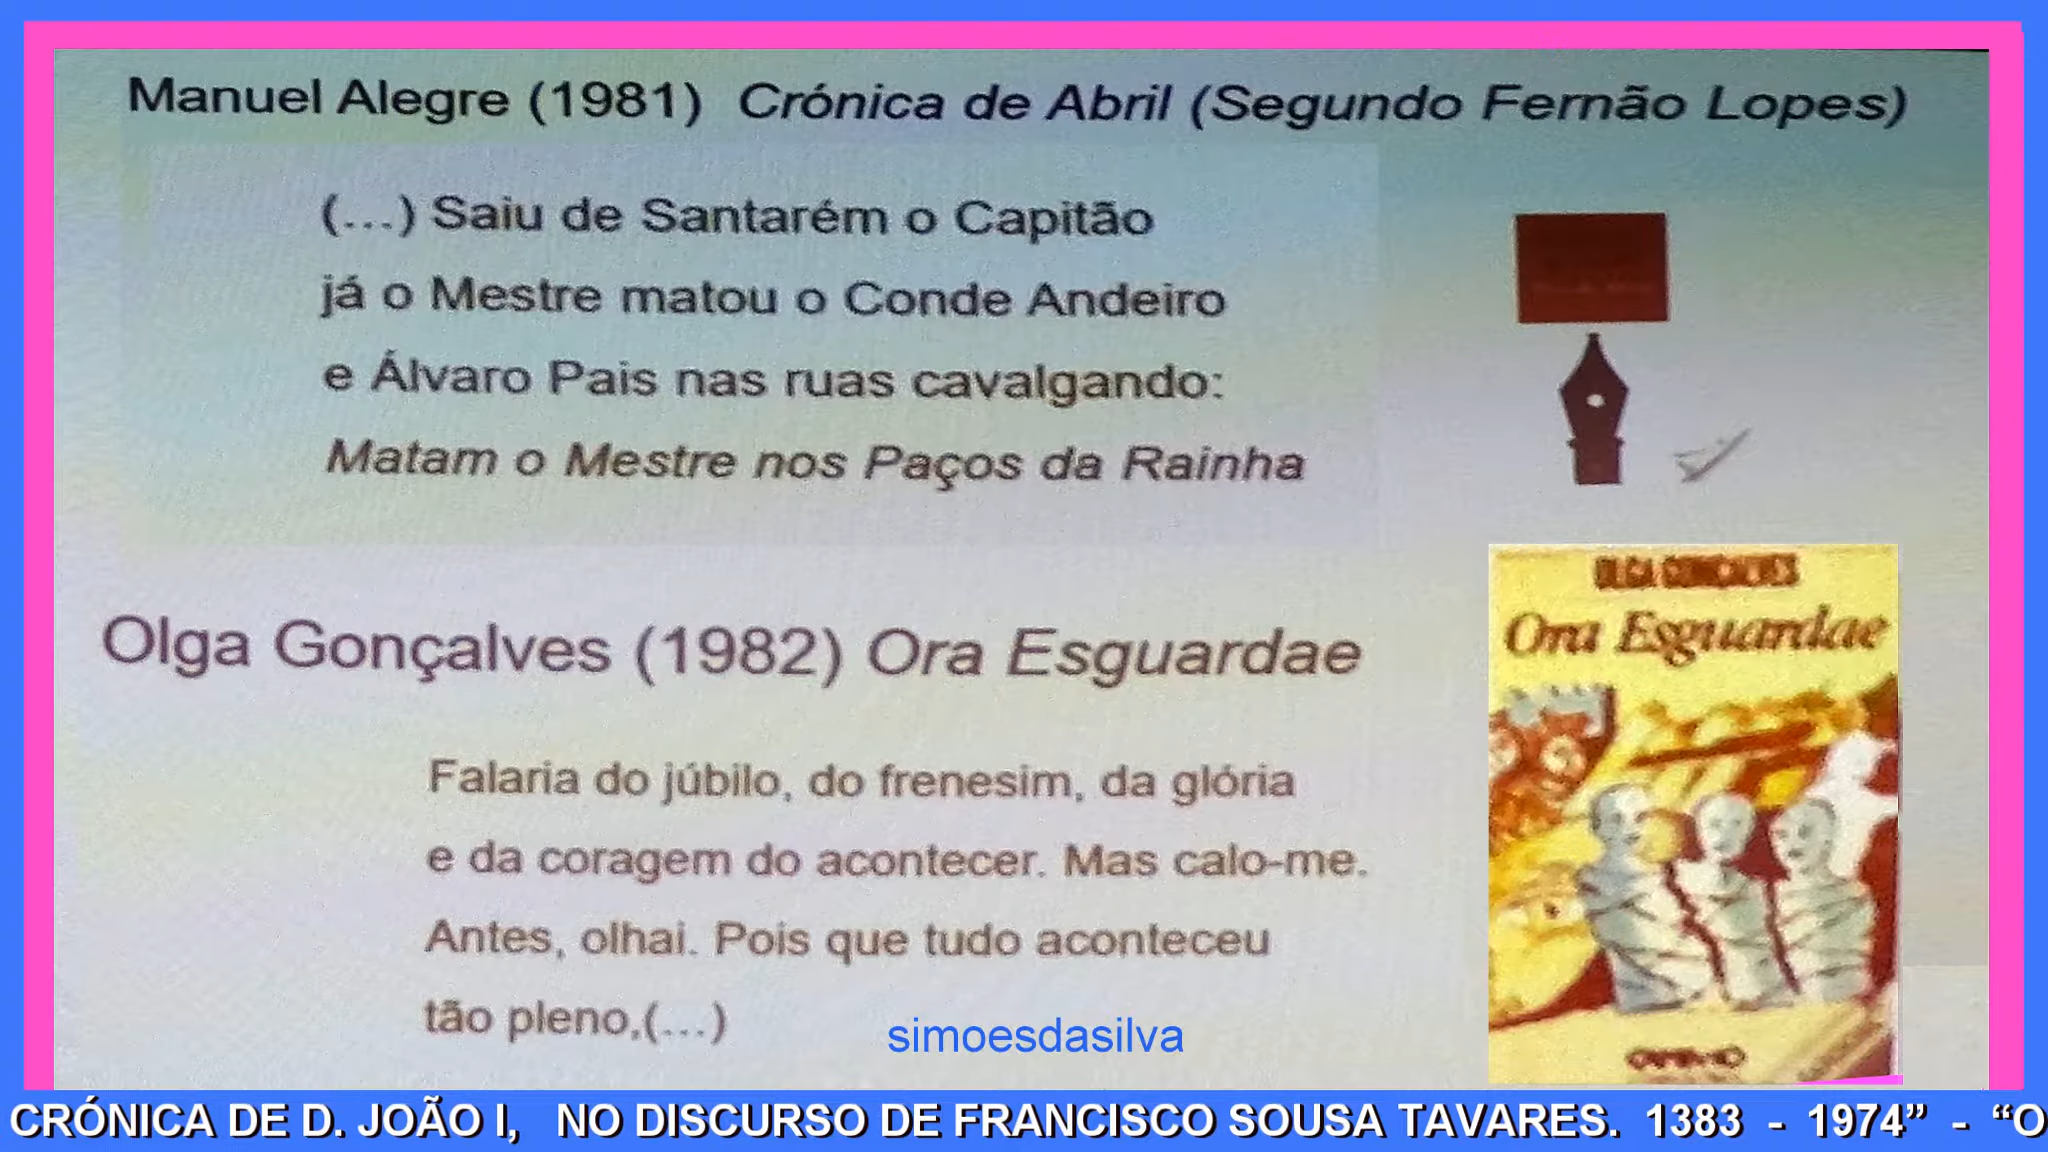 Manuel Alegre (1981) Crónica de Abril (Segundo Fernão Lopes)
(...) Saiu de Santarém o Capitão
já o Mestre matou o Conde Andeiro
e Álvaro Pais nas ruas cavalgando:
Matam o Mestre nos Paços da Rainha
Olga Gonçalves (1982) Ora Esguardae
Falaria do júbilo, do frenesim, da glória
e da coragem do acontecer. Mas calo-me.
Antes, olhai. Pois que tudo aconteceu
tão pleno,(...)
OLGA GONÇALVES
Ora Esguardae
CAMINHO
simoesdasilva
CRÓNICA DE D. JOÃO I, NO DISCURSO DE FRANCISCO SOUSA TAVARES. 1383 - 1974” - “O